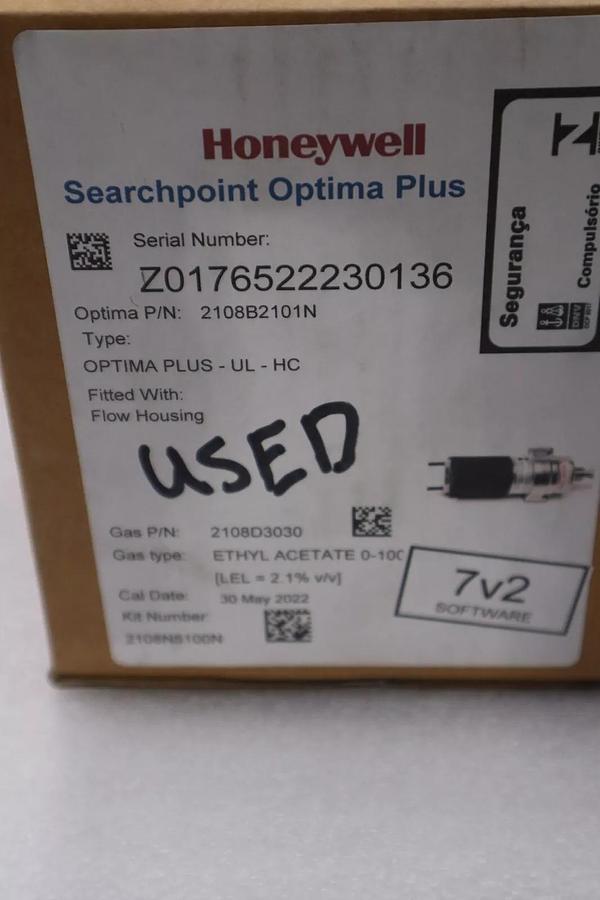 Honeywell
Searchpoint Optima Plus
Serial Number:
Z0176522230136
Optima P/N: 2108B2101N
Type:
OPTIMA PLUS - UL - HC
Fitted With:
Flow Housing
USED
Gas P/N: 2108D3030
Gas type: ETHYL ACETATE 0-100
[LEL = 2.1% v/v]
Cal Date: 30 May 2022
Kit Number:
2108N8100N
7v2
SOFTWARE
Segurança
Compulsório